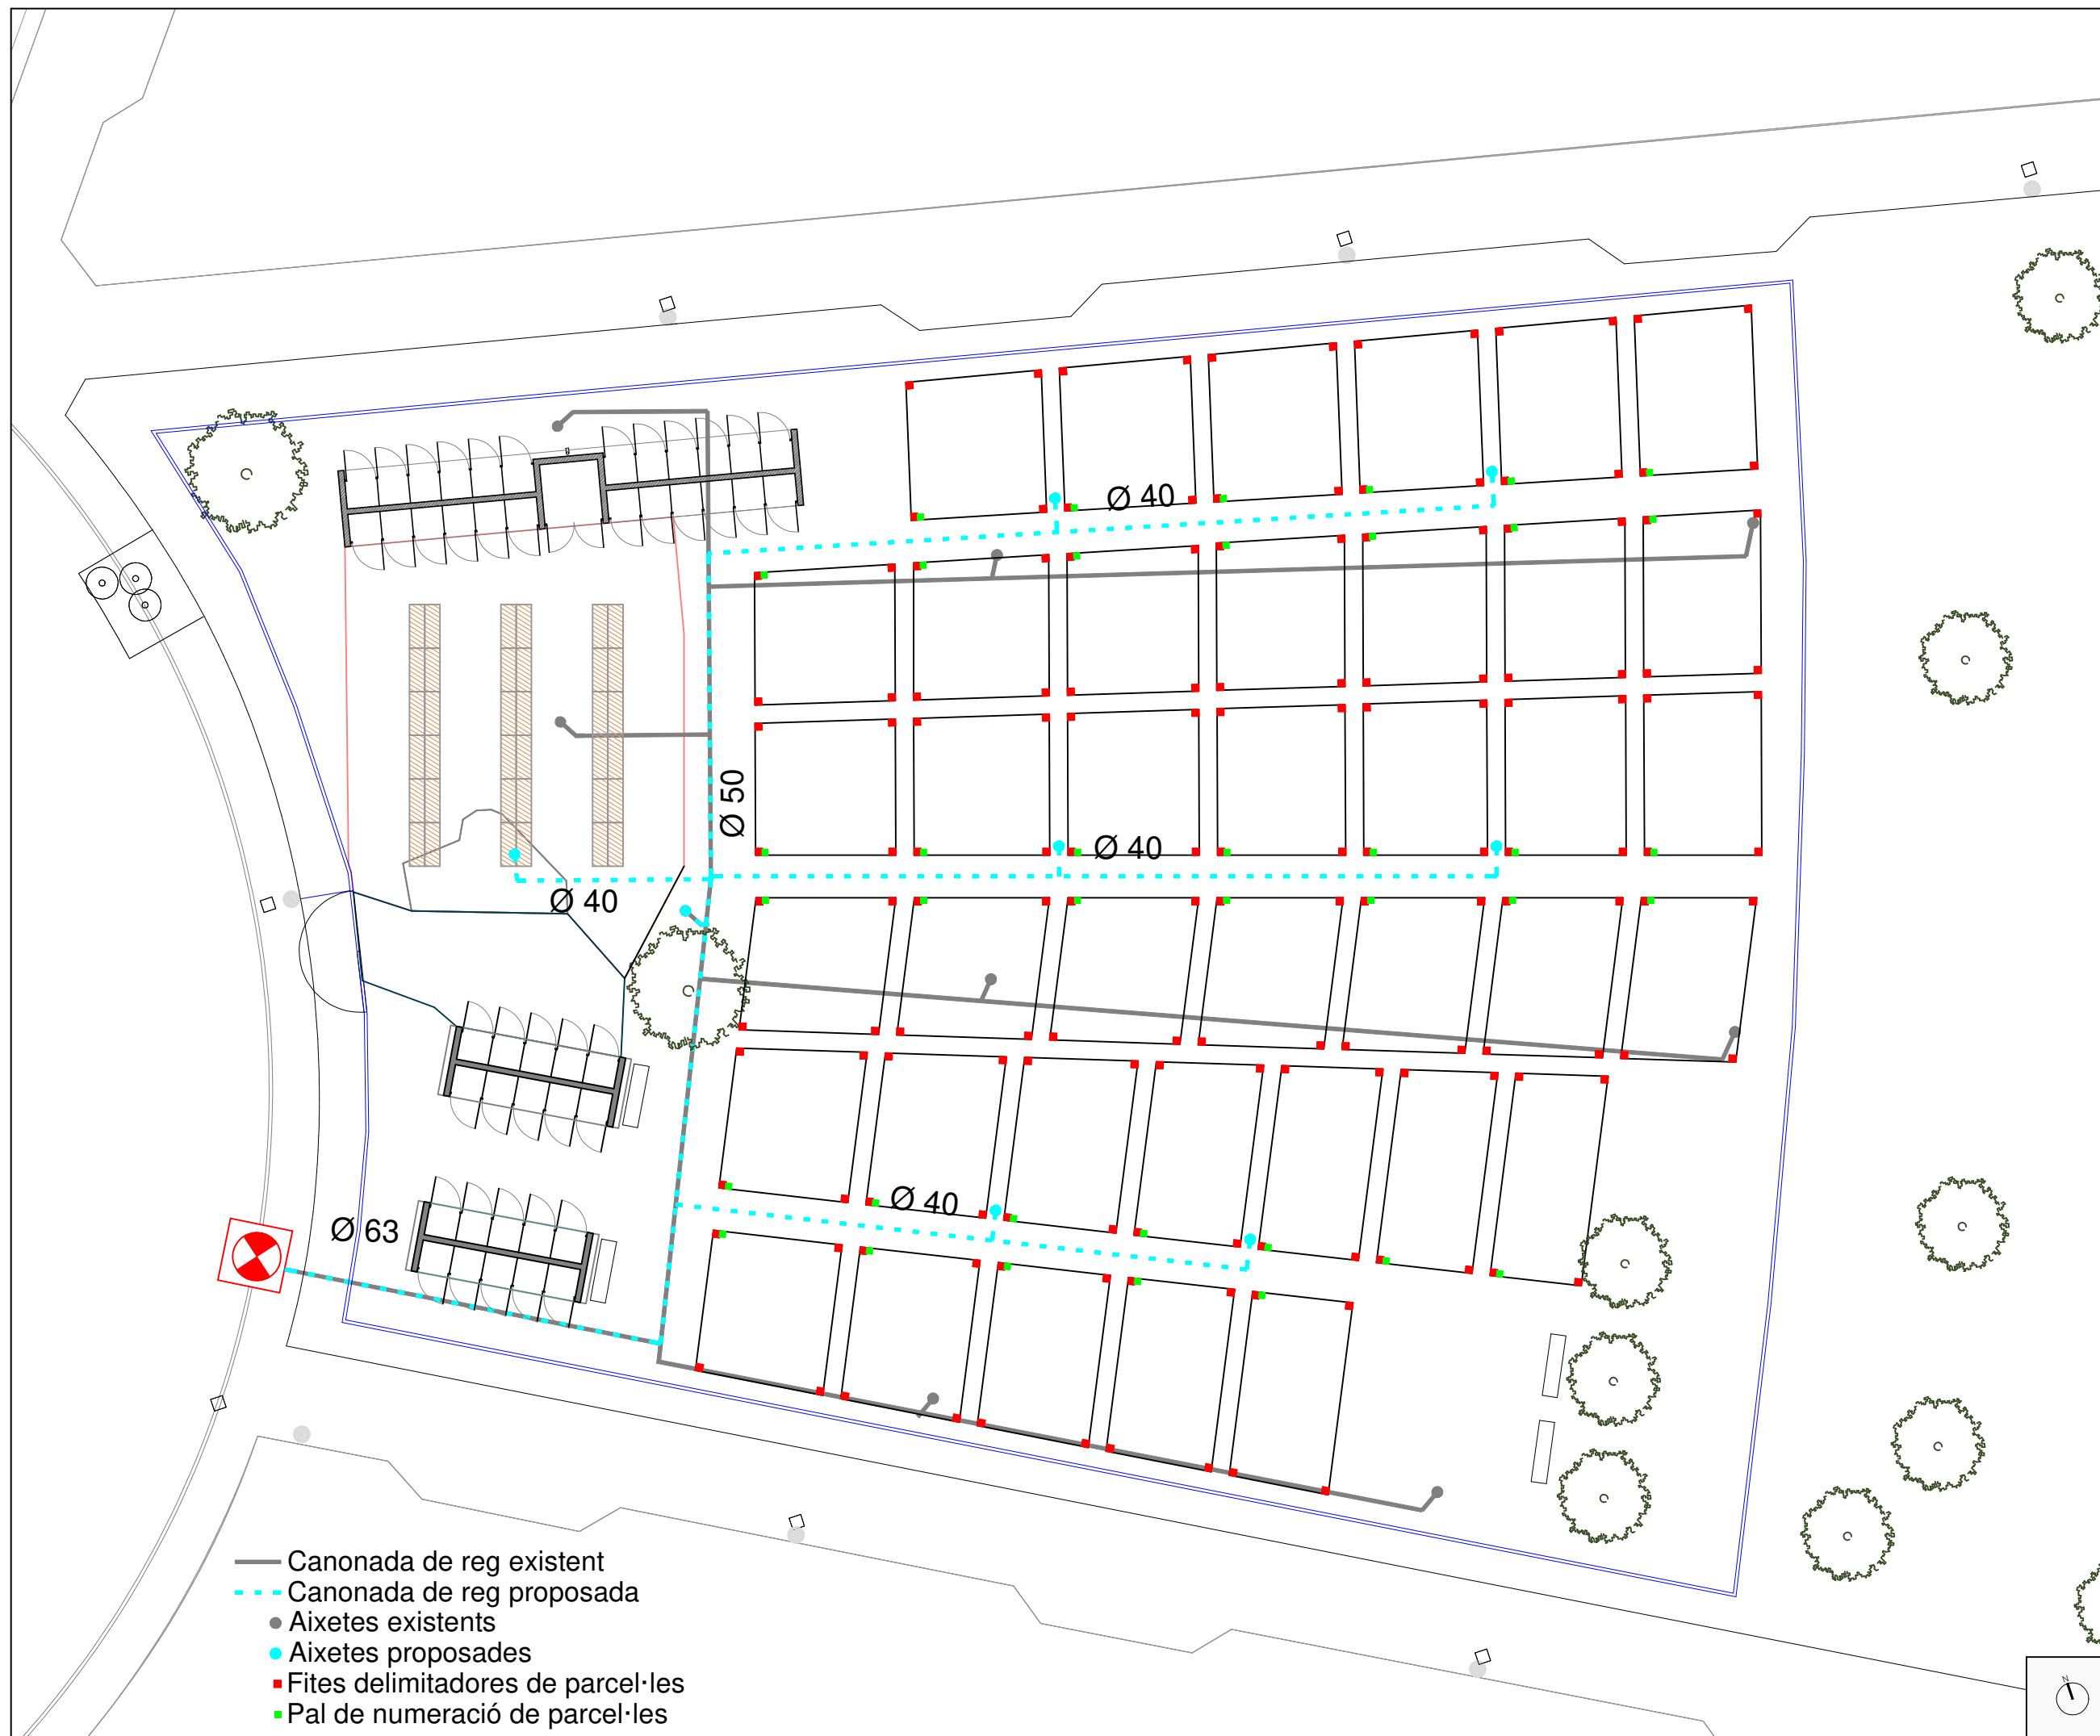 Ø 40
Ø 50
Ø 40
Ø 40
Ø 40
Ø 63
Canonada de reg existent
Canonada de reg proposada
Aixetes existents
Aixetes proposades
Fites delimitadores de parcel·les
Pal de numeració de parcel·les
N